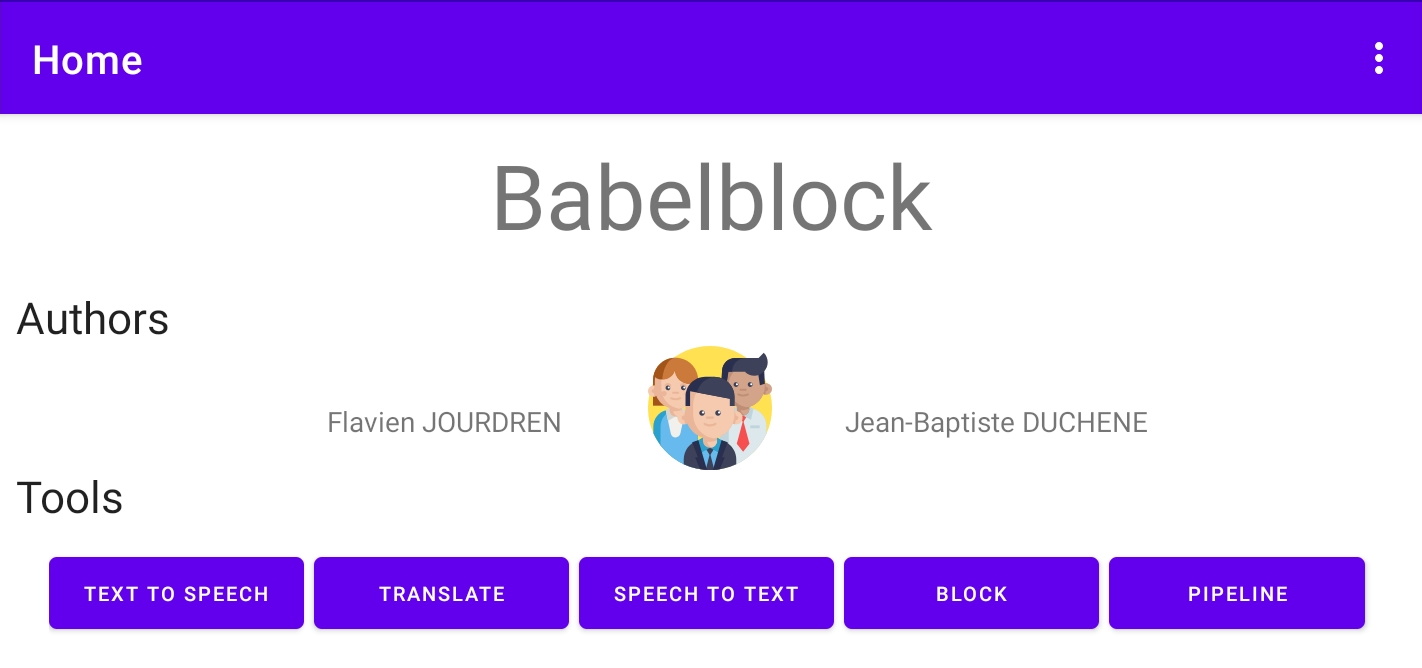 Home
Babelblock
Authors
Flavien JOURDREN
Jean-Baptiste DUCHENE
Tools
TEXT TO SPEECH
TRANSLATE
SPEECH TO TEXT
BLOCK
PIPELINE